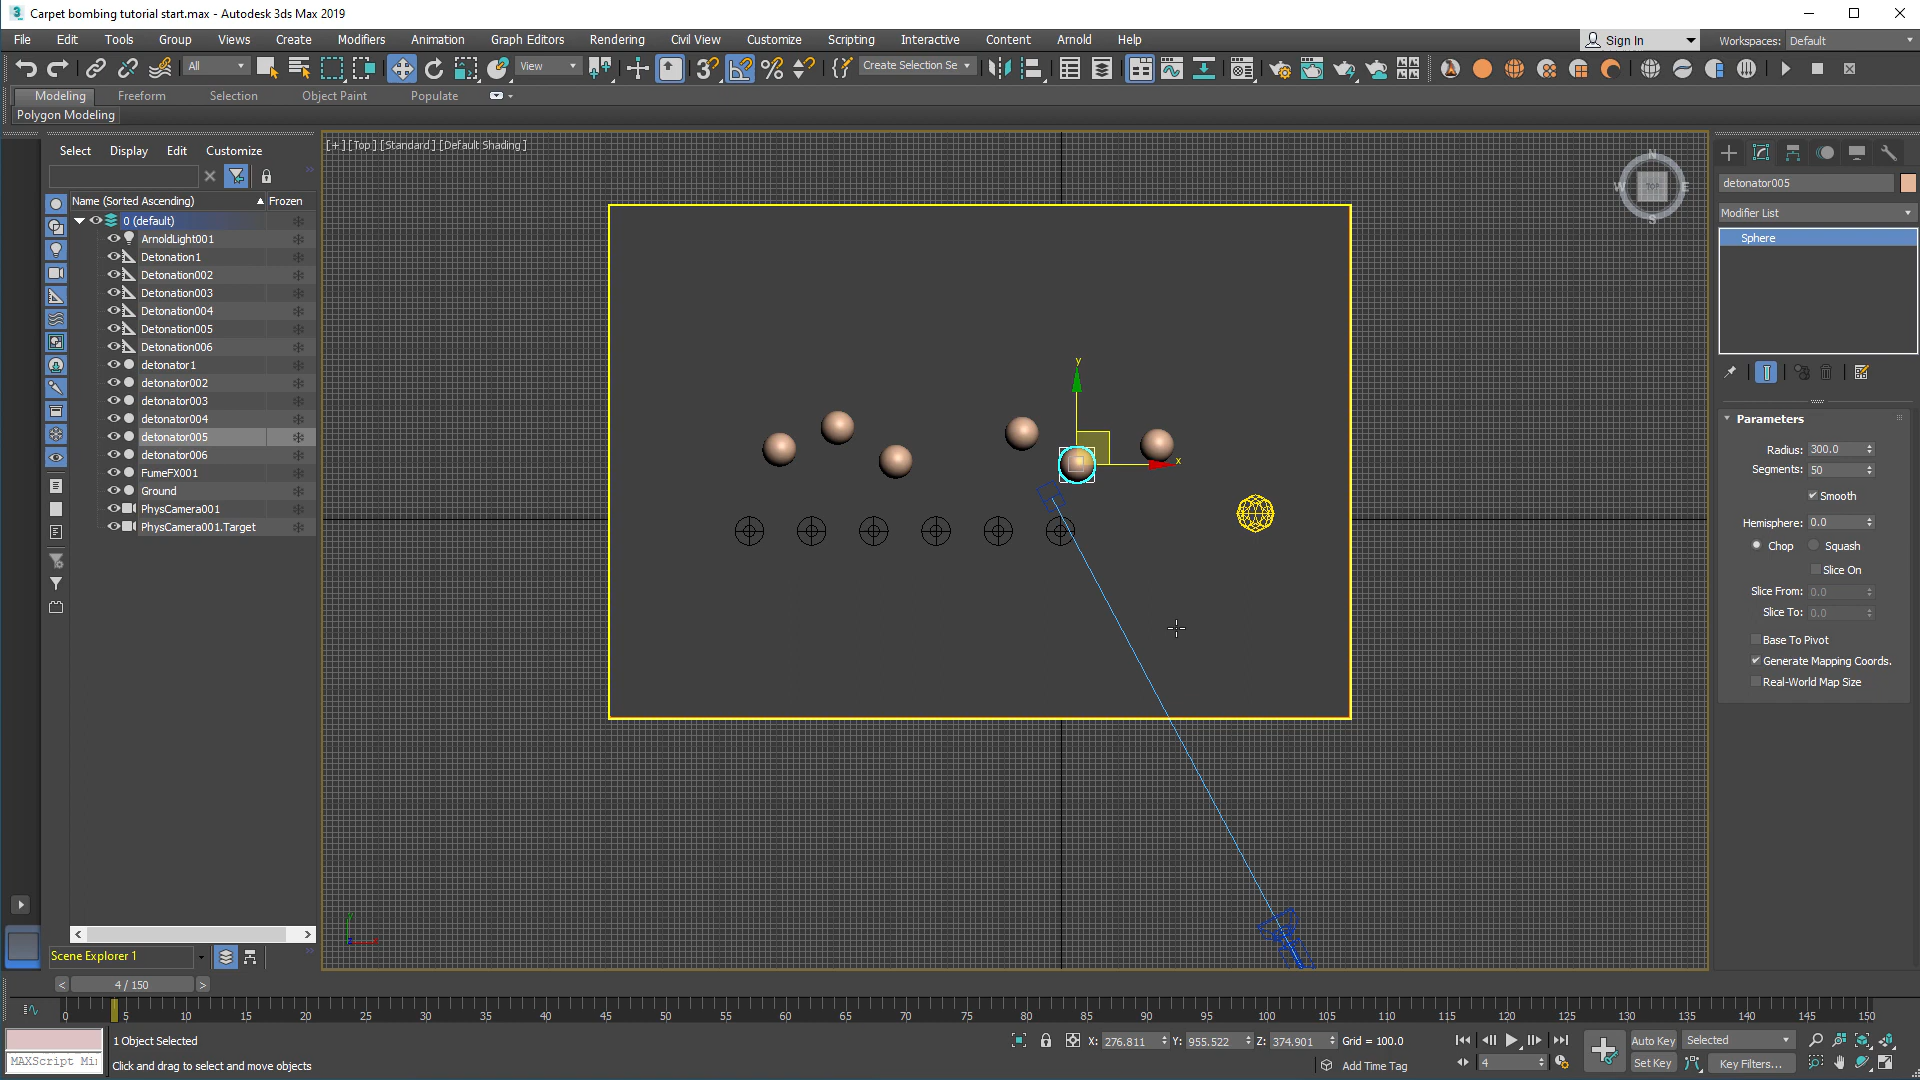 Carpet bombing tutorial start.max - Autodesk 3ds Max 2019
File Edit Tools Group Views Create Modifiers Animation Graph Editors Rendering Civil View Customize Scripting Interactive Content Arnold Help Sign In Workspaces: Default
All View Create Selection Se
Modeling Freeform Selection Object Paint Populate
Polygon Modeling
Select Display Edit Customize
Name (Sorted Ascending) Frozen
0 (default)
ArnoldLight001
Detonation1
Detonation002
Detonation003
Detonation004
Detonation005
Detonation006
detonator1
detonator002
detonator003
detonator004
detonator005
detonator006
FumeFX001
Ground
PhysCamera001
PhysCamera001.Target
Scene Explorer 1
[+] [Top] [Standard] [Default Shading]
N
W TOP E
S
y
x
detonator005
Modifier List
Sphere
Parameters
Radius: 300.0
Segments: 50
Smooth
Hemisphere: 0.0
Chop Squash
Slice On
Slice From: 0.0
Slice To: 0.0
Base To Pivot
Generate Mapping Coords.
Real-World Map Size
4 / 150
0 5 10 15 20 25 30 35 40 45 50 55 60 65 70 75 80 85 90 95 100 105 110 115 120 125 130 135 140 145 150
1 Object Selected X: 276.811 Y: 955.522 Z: 374.901 Grid = 100.0 Auto Key Selected
MAXScript Mi Click and drag to select and move objects Add Time Tag 4 Set Key Key Filters...